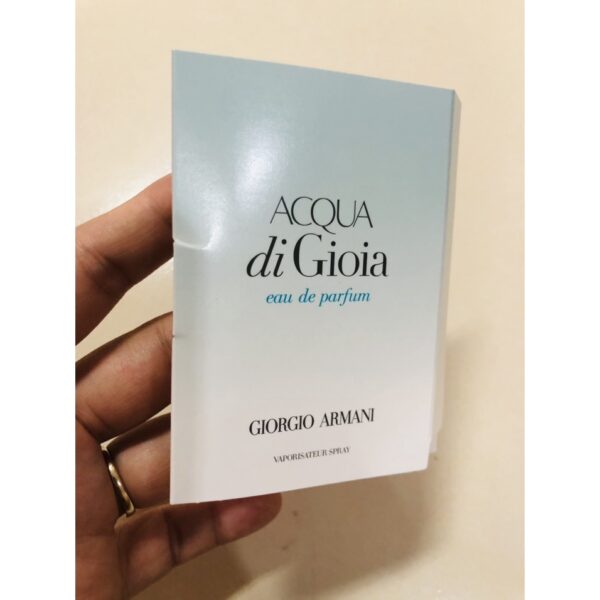 ACQUA
di Gioia
eau de parfum
GIORGIO ARMANI
VAPORISATEUR SPRAY